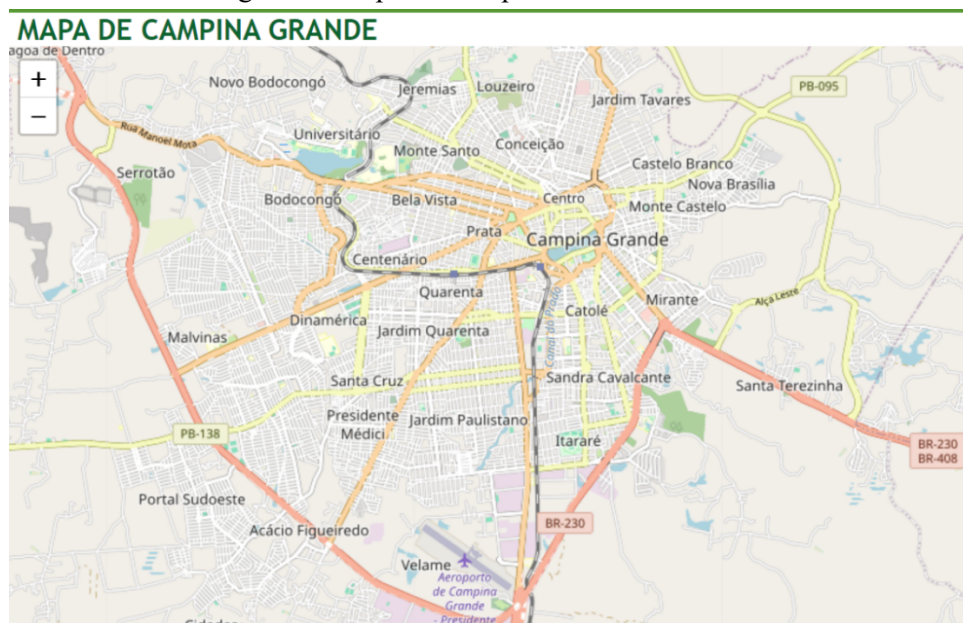 MAPA DE CAMPINA GRANDE
agoa de Dentro
+
−
Novo Bodocongó
Jeremias
Louzeiro
PB-095
Jardim Tavares
Rua Manoel Mota
Universitário
Monte Santo
Conceição
Castelo Branco
Serrotão
Nova Brasília
Bodocongó
Bela Vista
Centro
Monte Castelo
Prata
Campina Grande
Centenário
Quarenta
Mirante
Alça Leste
Catolé
Dinamérica
Jardim Quarenta
Canal do Prado
Malvinas
Santa Cruz
Sandra Cavalcante
Santa Terezinha
Presidente
Médici
Jardim Paulistano
PB-138
Itararé
BR-230
BR-408
Portal Sudoeste
BR-230
Acácio Figueiredo
Velame
Aeroporto
de Campina
Grande
- Presidente